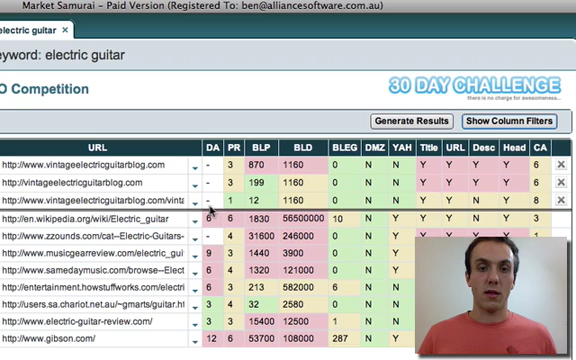 Market Samurai - Paid Version (Registered To: ben@alliancesoftware.com.au)
electric guitar ×
eyword: electric guitar
O Competition
30 DAY CHALLENGE
there is no charge for awesomeness...
Generate Results Show Column Filters
URL DA PR BLP BLD BLEG DMZ YAH Title URL Desc Head CA
http://www.vintageelectricguitarblog.com - 3 870 1160 0 N N Y Y Y Y 6
http://vintageelectricguitarblog.com - 3 199 1160 0 N N Y Y Y Y 6
http://www.vintageelectricguitarblog.com/vinta - 1 12 1160 0 N N Y Y N Y 8
http://en.wikipedia.org/wiki/Electric_guitar 6 6 1830 56500000 10 N Y Y Y N Y 3
http://www.zzounds.com/cat--Electric-Guitars- - 4 31600 246000 0 N Y
http://www.musicgearreview.com/electric_gui 9 3 1440 3900 0 N Y
http://www.samedaymusic.com/browse--Elect 6 4 1320 121000 0 N Y
http://entertainment.howstuffworks.com/electr 6 3 213 582000 6 N
http://users.sa.chariot.net.au/~gmarts/guitar.ht 3 4 32 2580 0 N N
http://www.electric-guitar-review.com/ 3 3 15400 12500 1 N
http://www.gibson.com/ 12 6 53700 108000 287 N Y